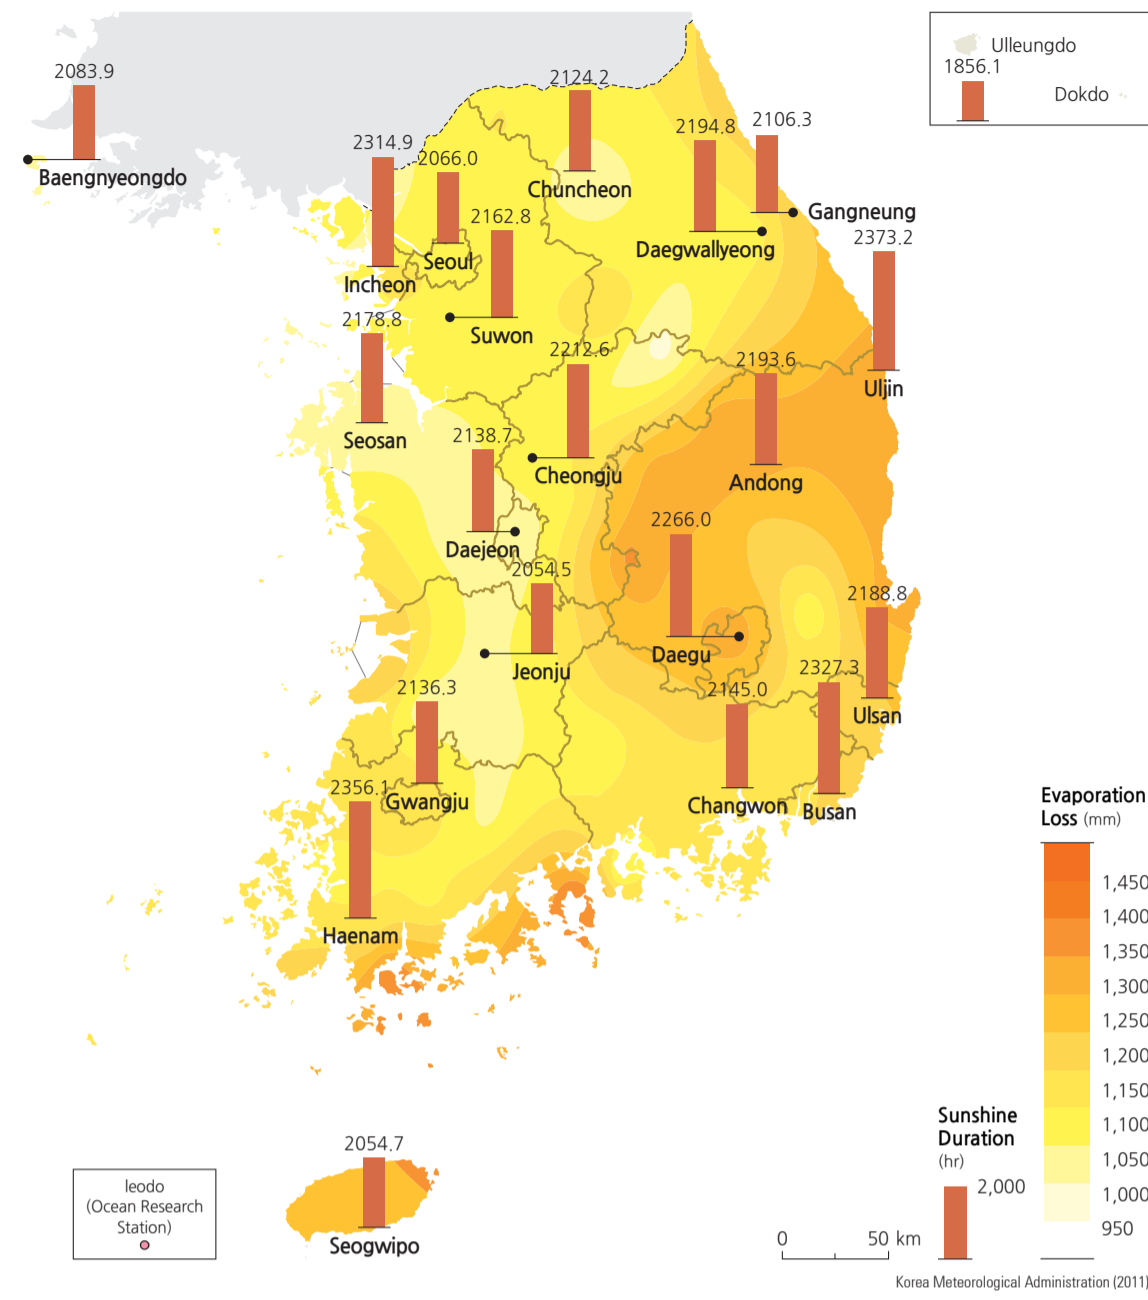 Ulleungdo
1856.1
Dokdo
2083.9
Baengnyeongdo
2124.2
Chuncheon
2194.8
2106.3
Gangneung
Daegwallyeong
2314.9
2066.0
Seoul
Incheon
2162.8
Suwon
2373.2
Uljin
2178.8
Seosan
2212.6
Cheongju
2193.6
Andong
2138.7
Daejeon
2266.0
Daegu
2054.5
Jeonju
2188.8
Ulsan
2136.3
Gwangju
2145.0
Changwon
2327.3
Busan
2356.1
Haenam
2054.7
Seogwipo
Ieodo
(Ocean Research
Station)
Evaporation
Loss (mm)
1,450
1,400
1,350
1,300
1,250
1,200
1,150
1,100
1,050
1,000
950
Sunshine
Duration
(hr)
2,000
0 50 km
Korea Meteorological Administration (2011)